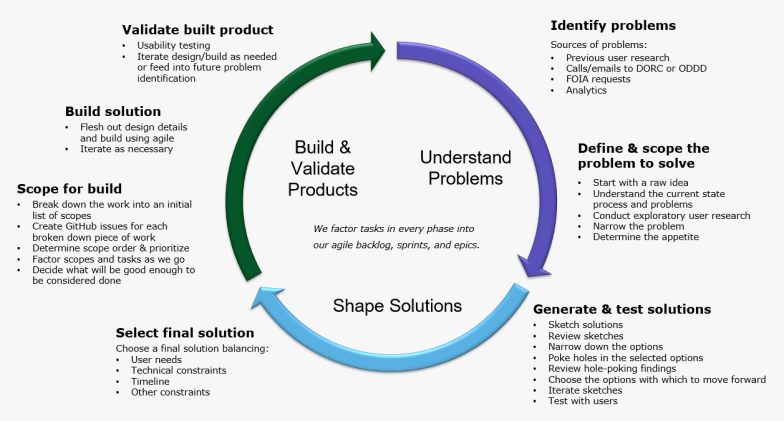 Identify problems
Sources of problems:
• Previous user research
• Calls/emails to DORC or ODDD
• FOIA requests
• Analytics
Define & scope the
problem to solve
• Start with a raw idea
• Understand the current state
process and problems
• Conduct exploratory user research
• Narrow the problem
• Determine the appetite
Generate & test solutions
• Sketch solutions
• Review sketches
• Narrow down the options
• Poke holes in the selected options
• Review hole-poking findings
• Choose the options with which to move forward
• Iterate sketches
• Test with users
Select final solution
Choose a final solution balancing:
• User needs
• Technical constraints
• Timeline
• Other constraints
Scope for build
• Break down the work into an initial
list of scopes
• Create GitHub issues for each
broken down piece of work
• Determine scope order & prioritize
• Factor scopes and tasks as we go
• Decide what will be good enough to
be considered done
Build solution
• Flesh out design details
and build using agile
• Iterate as necessary
Validate built product
• Usability testing
• Iterate design/build as needed
or feed into future problem
identification
Understand
Problems
Shape Solutions
Build &
Validate
Products
We factor tasks in every phase into
our agile backlog, sprints, and epics.